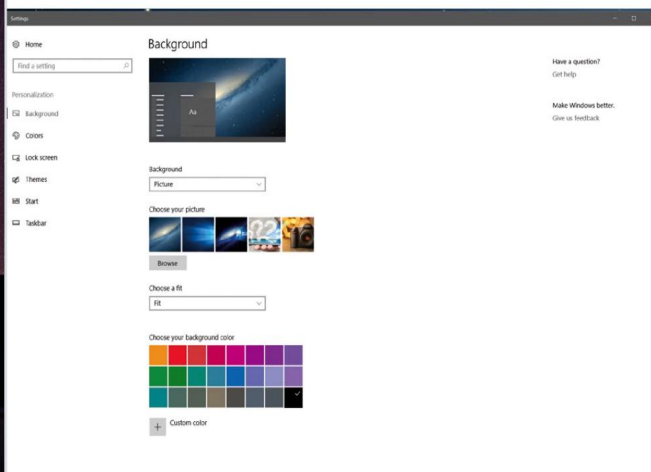 Settings
Home
Find a setting
Personalization
Background
Colors
Lock screen
Themes
Start
Taskbar
Background
Aa
Background
Picture
Choose your picture
Browse
Choose a fit
Fit
Choose your background color
Custom color
Have a question?
Get help
Make Windows better.
Give us feedback